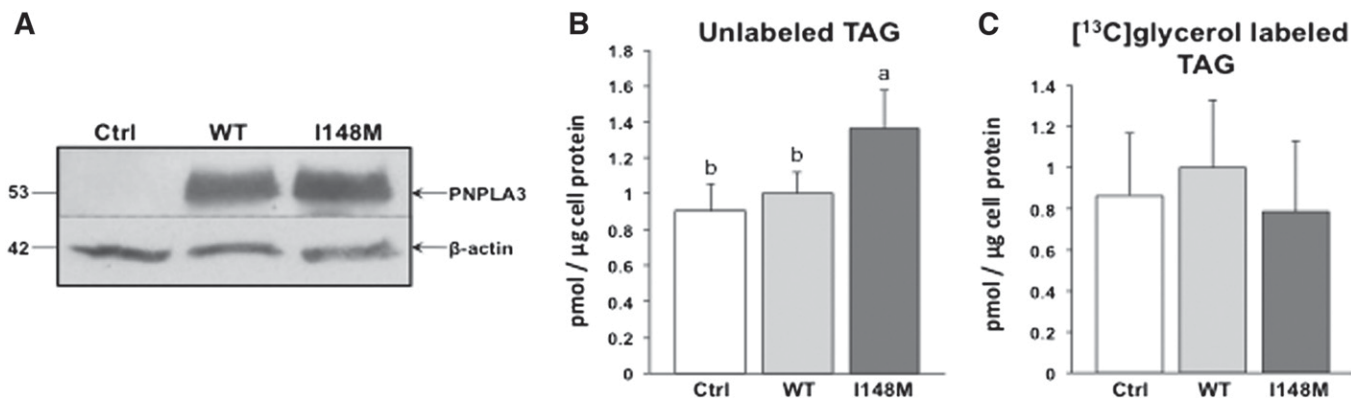 A
Ctrl WT I148M
53 PNPLA3
42 β-actin
B
Unlabeled TAG
pmol / µg cell protein
1.8
1.6
1.4
1.2
1
0.8
0.6
0.4
0.2
0
b b a
Ctrl WT I148M
C
[¹³C]glycerol labeled
TAG
pmol / µg cell protein
1.4
1.2
1
0.8
0.6
0.4
0.2
0
Ctrl WT I148M